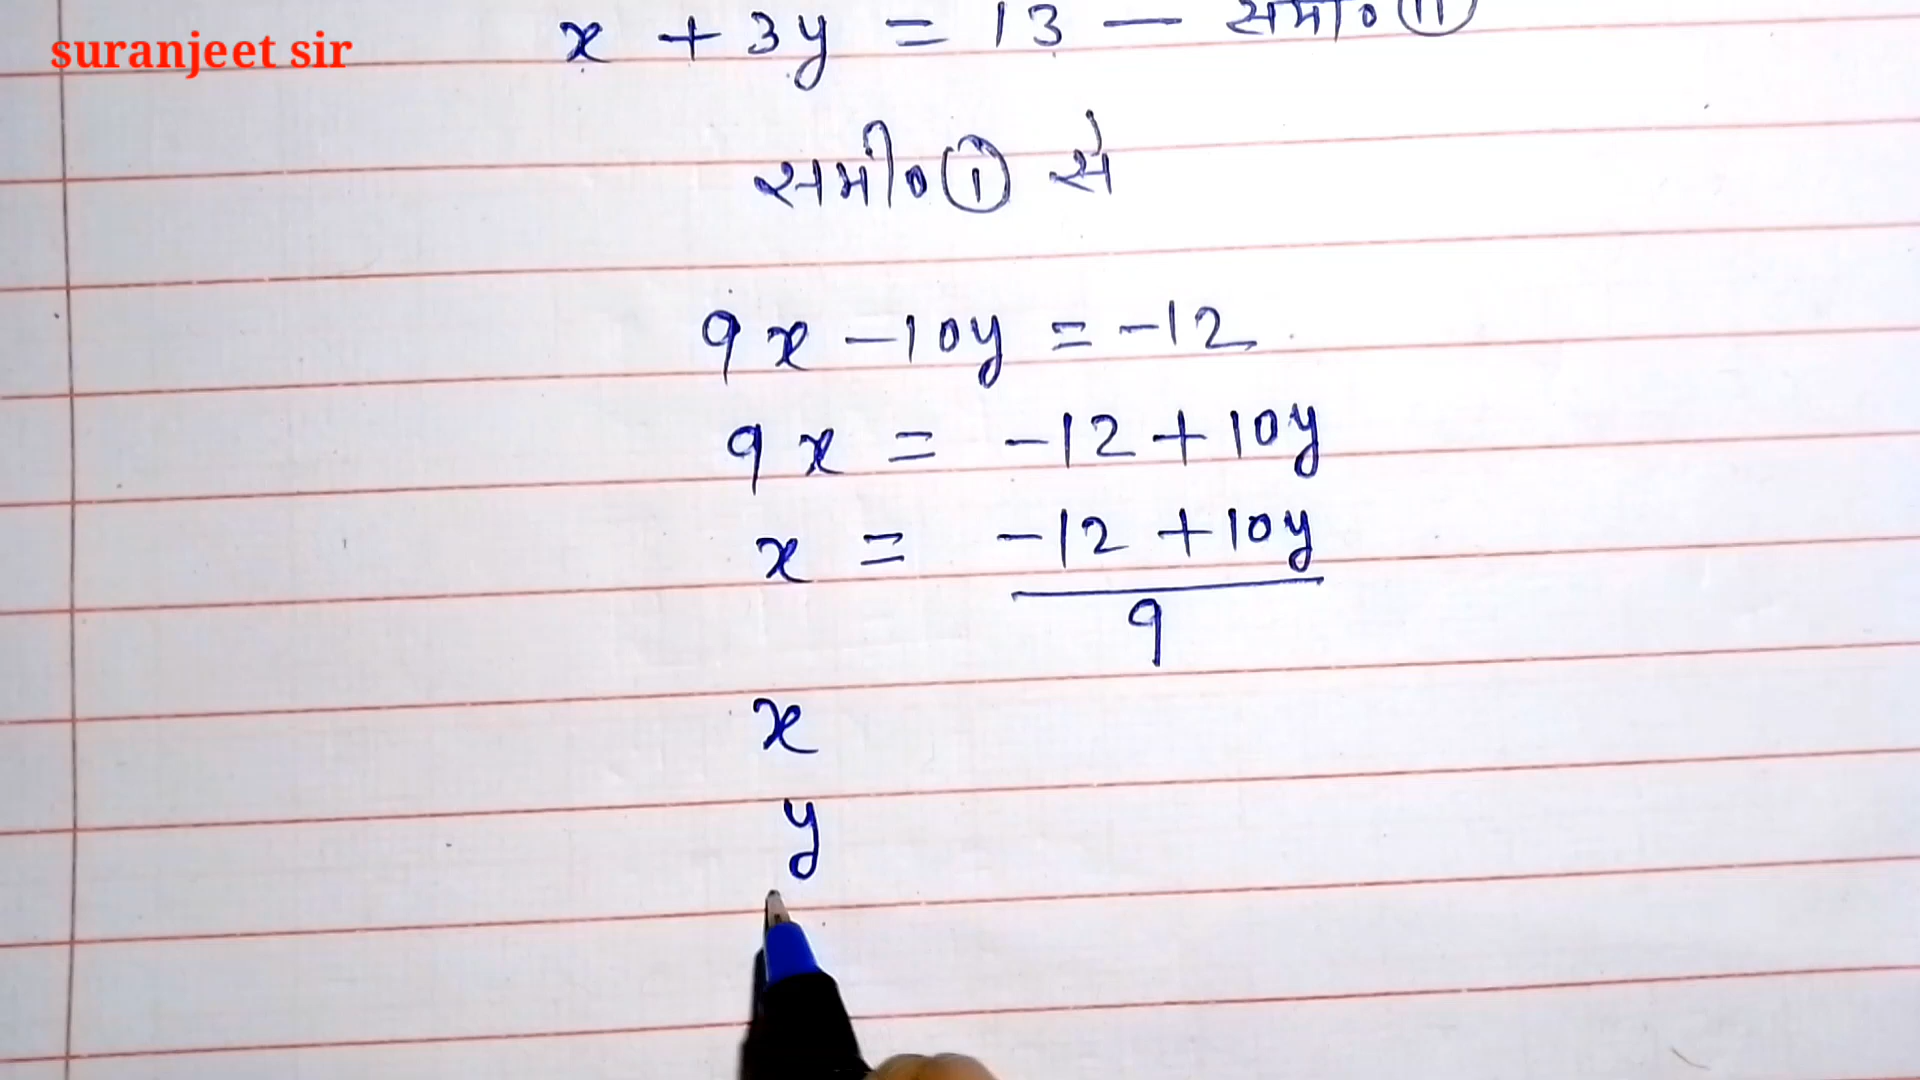 suranjeet sir
x + 3y = 13 — समी० (ii)
समी० (i) से
9x - 10y = -12
9x = -12 + 10y
x = -12 + 10y
9
x
y